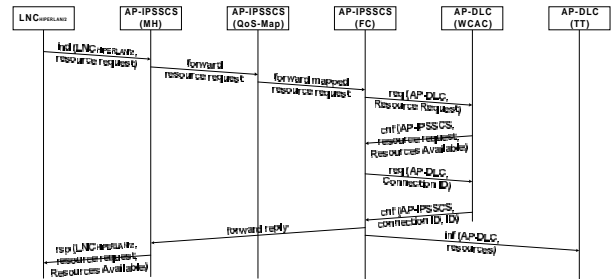 LNC HIPERLAN/2
AP-IPSSCS
(MH)
AP-IPSSCS
(QoS-Map)
AP-IPSSCS
(FC)
AP-DLC
(WCAC)
AP-DLC
(TT)
ind (LNC HIPERLAN/2,
resource request)
forward
resource request
forward mapped
resource request
req (AP-DLC,
Resource Request)
cnf (AP-IPSSCS,
resource request,
Resources Available)
req (AP-DLC,
Connection ID)
cnf (AP-IPSSCS,
connection ID, ID)
forward reply
inf (AP-DLC,
resources)
rsp (LNC HIPERLAN/2,
resource request,
Resources Available)